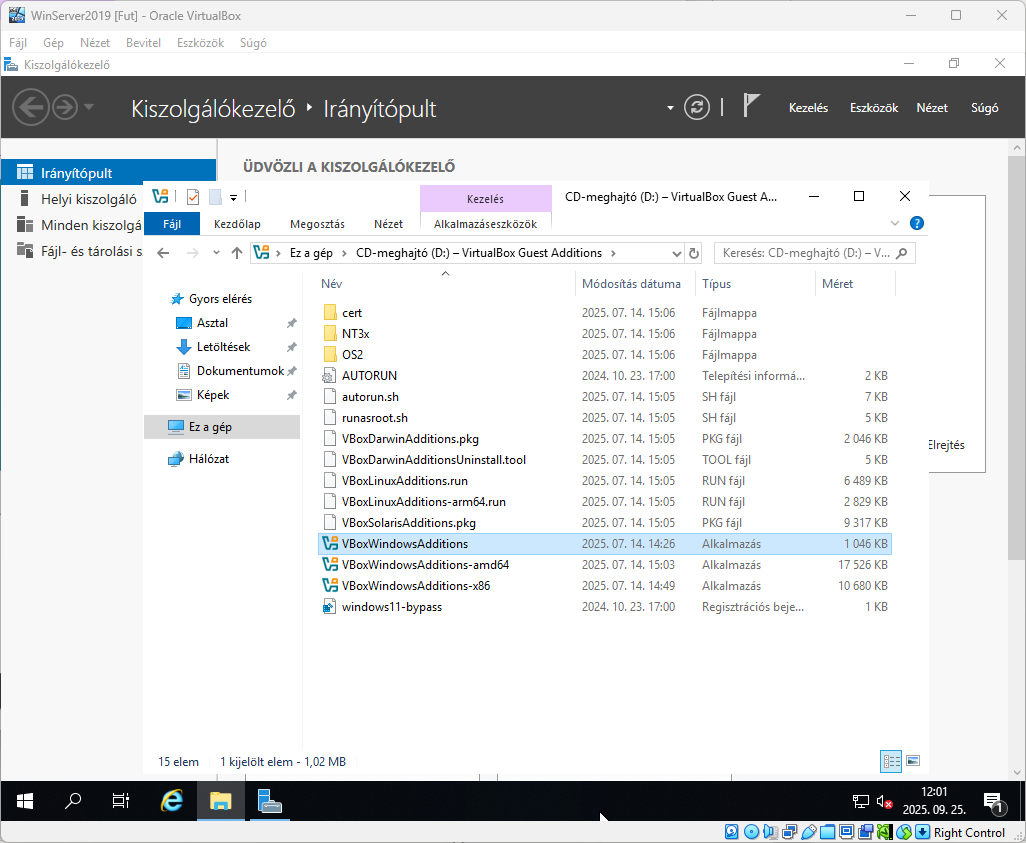 WinServer2019 [Fut] - Oracle VirtualBox
Fájl Gép Nézet Bevitel Eszközök Súgó
Kiszolgálókezelő
Kiszolgálókezelő Irányítópult
Kezelés Eszközök Nézet Súgó
ÜDVÖZLI A KISZOLGÁLÓKEZELŐ
Irányítópult
Helyi kiszolgáló
Minden kiszolgá
Fájl- és tárolási s
Kezelés
CD-meghajtó (D:) – VirtualBox Guest A...
Fájl Kezdőlap Megosztás Nézet Alkalmazáseszközök
Ez a gép CD-meghajtó (D:) – VirtualBox Guest Additions
Keresés: CD-meghajtó (D:) – V...
Gyors elérés
Asztal
Letöltések
Dokumentumok
Képek
Ez a gép
Hálózat
Név Módosítás dátuma Típus Méret
cert 2025. 07. 14. 15:06 Fájlmappa
NT3x 2025. 07. 14. 15:06 Fájlmappa
OS2 2025. 07. 14. 15:06 Fájlmappa
AUTORUN 2024. 10. 23. 17:00 Telepítési informá... 2 KB
autorun.sh 2025. 07. 14. 15:05 SH fájl 7 KB
runasroot.sh 2025. 07. 14. 15:05 SH fájl 5 KB
VBoxDarwinAdditions.pkg 2025. 07. 14. 15:05 PKG fájl 2 046 KB
VBoxDarwinAdditionsUninstall.tool 2025. 07. 14. 15:05 TOOL fájl 5 KB
VBoxLinuxAdditions.run 2025. 07. 14. 15:05 RUN fájl 6 489 KB
VBoxLinuxAdditions-arm64.run 2025. 07. 14. 15:05 RUN fájl 2 829 KB
VBoxSolarisAdditions.pkg 2025. 07. 14. 15:05 PKG fájl 9 317 KB
VBoxWindowsAdditions 2025. 07. 14. 14:26 Alkalmazás 1 046 KB
VBoxWindowsAdditions-amd64 2025. 07. 14. 15:03 Alkalmazás 17 526 KB
VBoxWindowsAdditions-x86 2025. 07. 14. 14:49 Alkalmazás 10 680 KB
windows11-bypass 2024. 10. 23. 17:00 Regisztrációs beje... 1 KB
15 elem 1 kijelölt elem - 1,02 MB
Elrejtés
12:01
2025. 09. 25.
1
Right Control